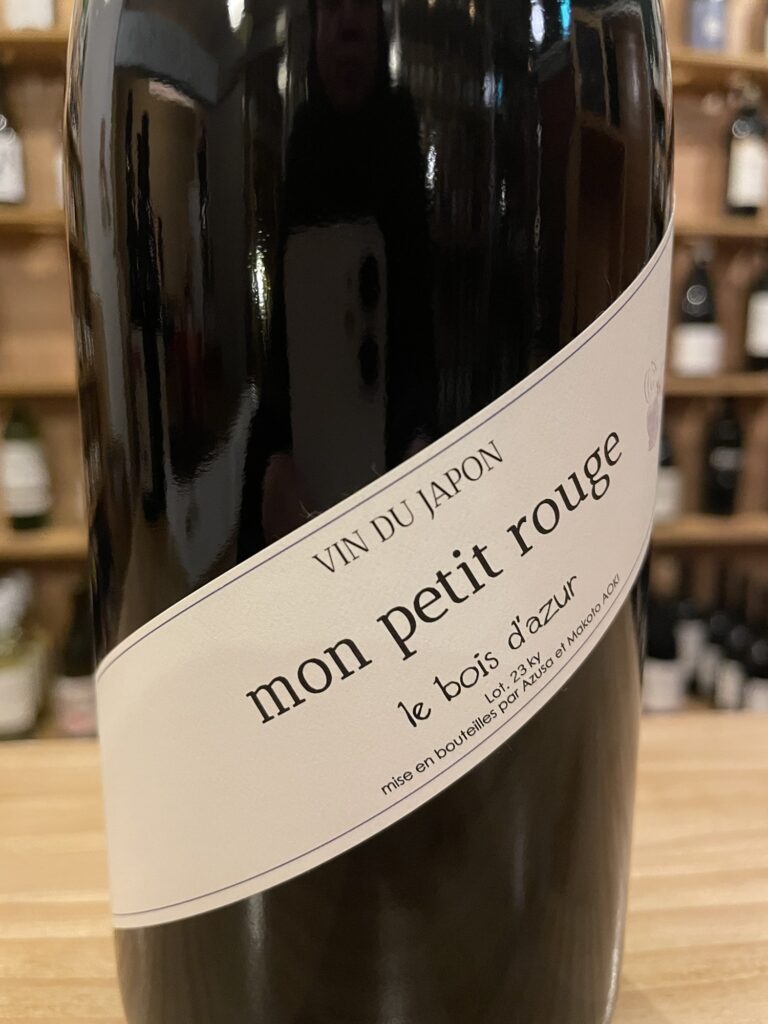 VIN DU JAPON
mon petit rouge
le bois d'azur
Lot. 23 ky
mise en bouteilles par Azusa et Makoto AOKI